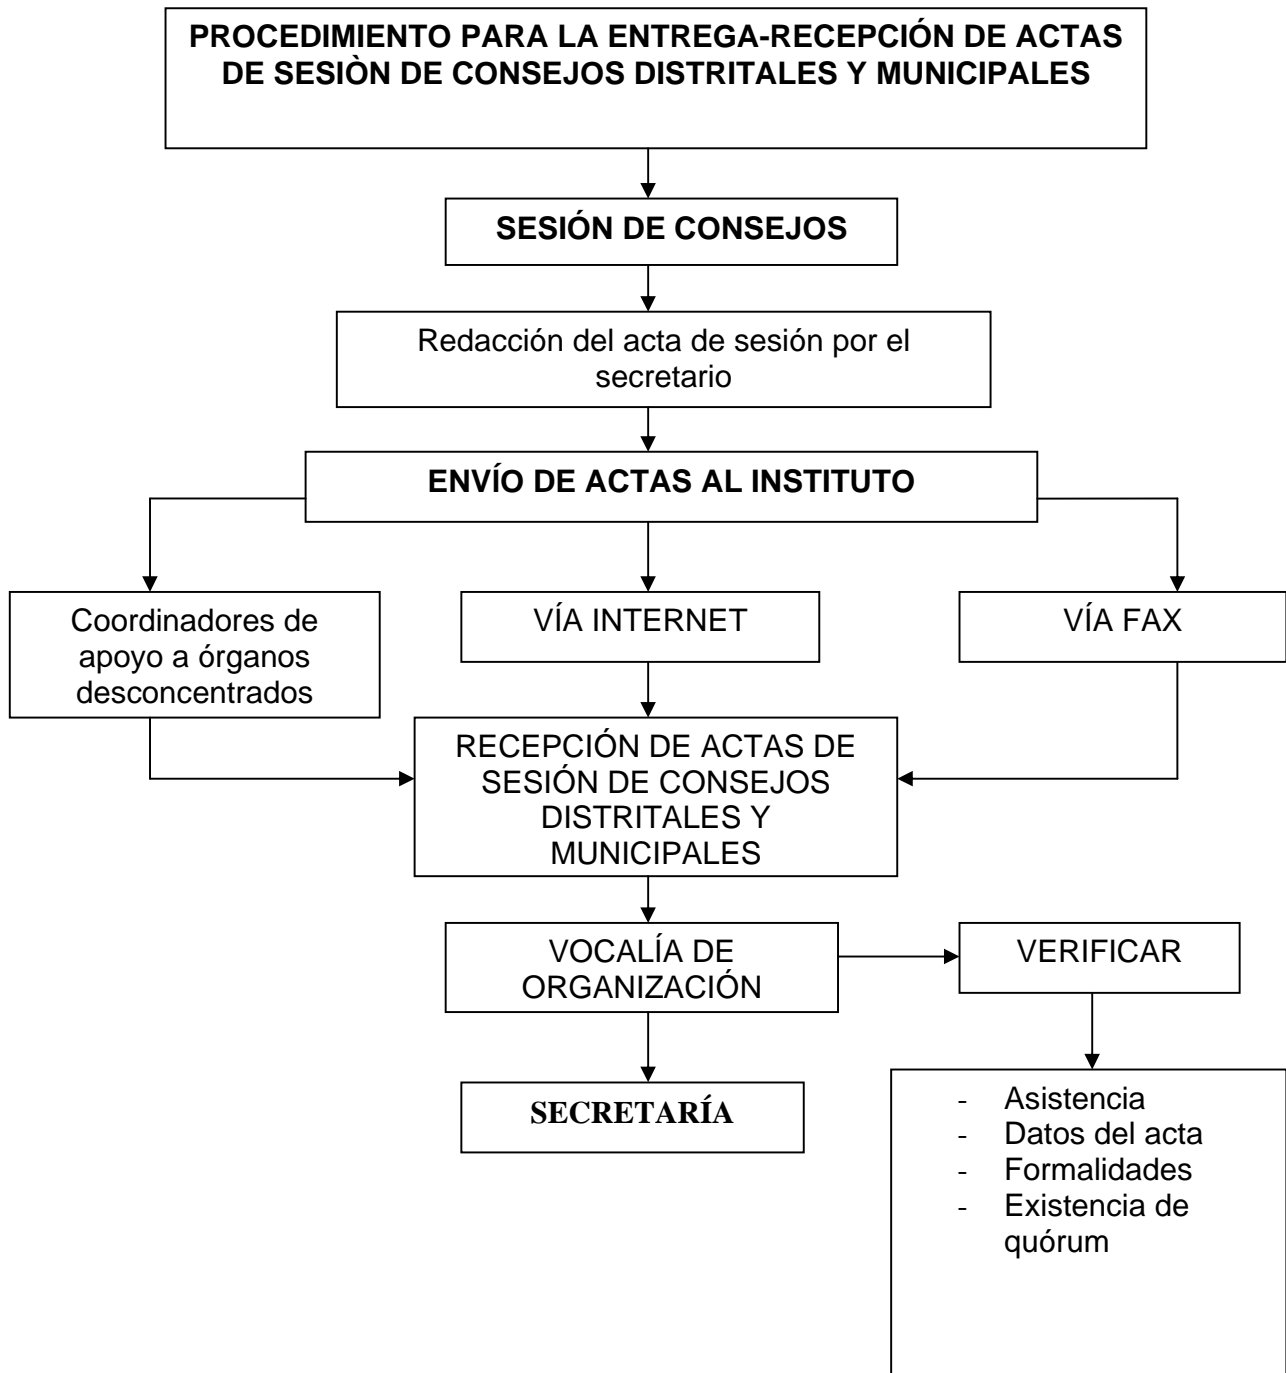 PROCEDIMIENTO PARA LA ENTREGA-RECEPCIÓN DE ACTAS
DE SESIÒN DE CONSEJOS DISTRITALES Y MUNICIPALES
SESIÓN DE CONSEJOS
Redacción del acta de sesión por el
secretario
ENVÍO DE ACTAS AL INSTITUTO
Coordinadores de
apoyo a órganos
desconcentrados
VÍA INTERNET
VÍA FAX
RECEPCIÓN DE ACTAS DE
SESIÓN DE CONSEJOS
DISTRITALES Y
MUNICIPALES
VOCALÍA DE
ORGANIZACIÓN
VERIFICAR
SECRETARÍA
- Asistencia
- Datos del acta
- Formalidades
- Existencia de
quórum